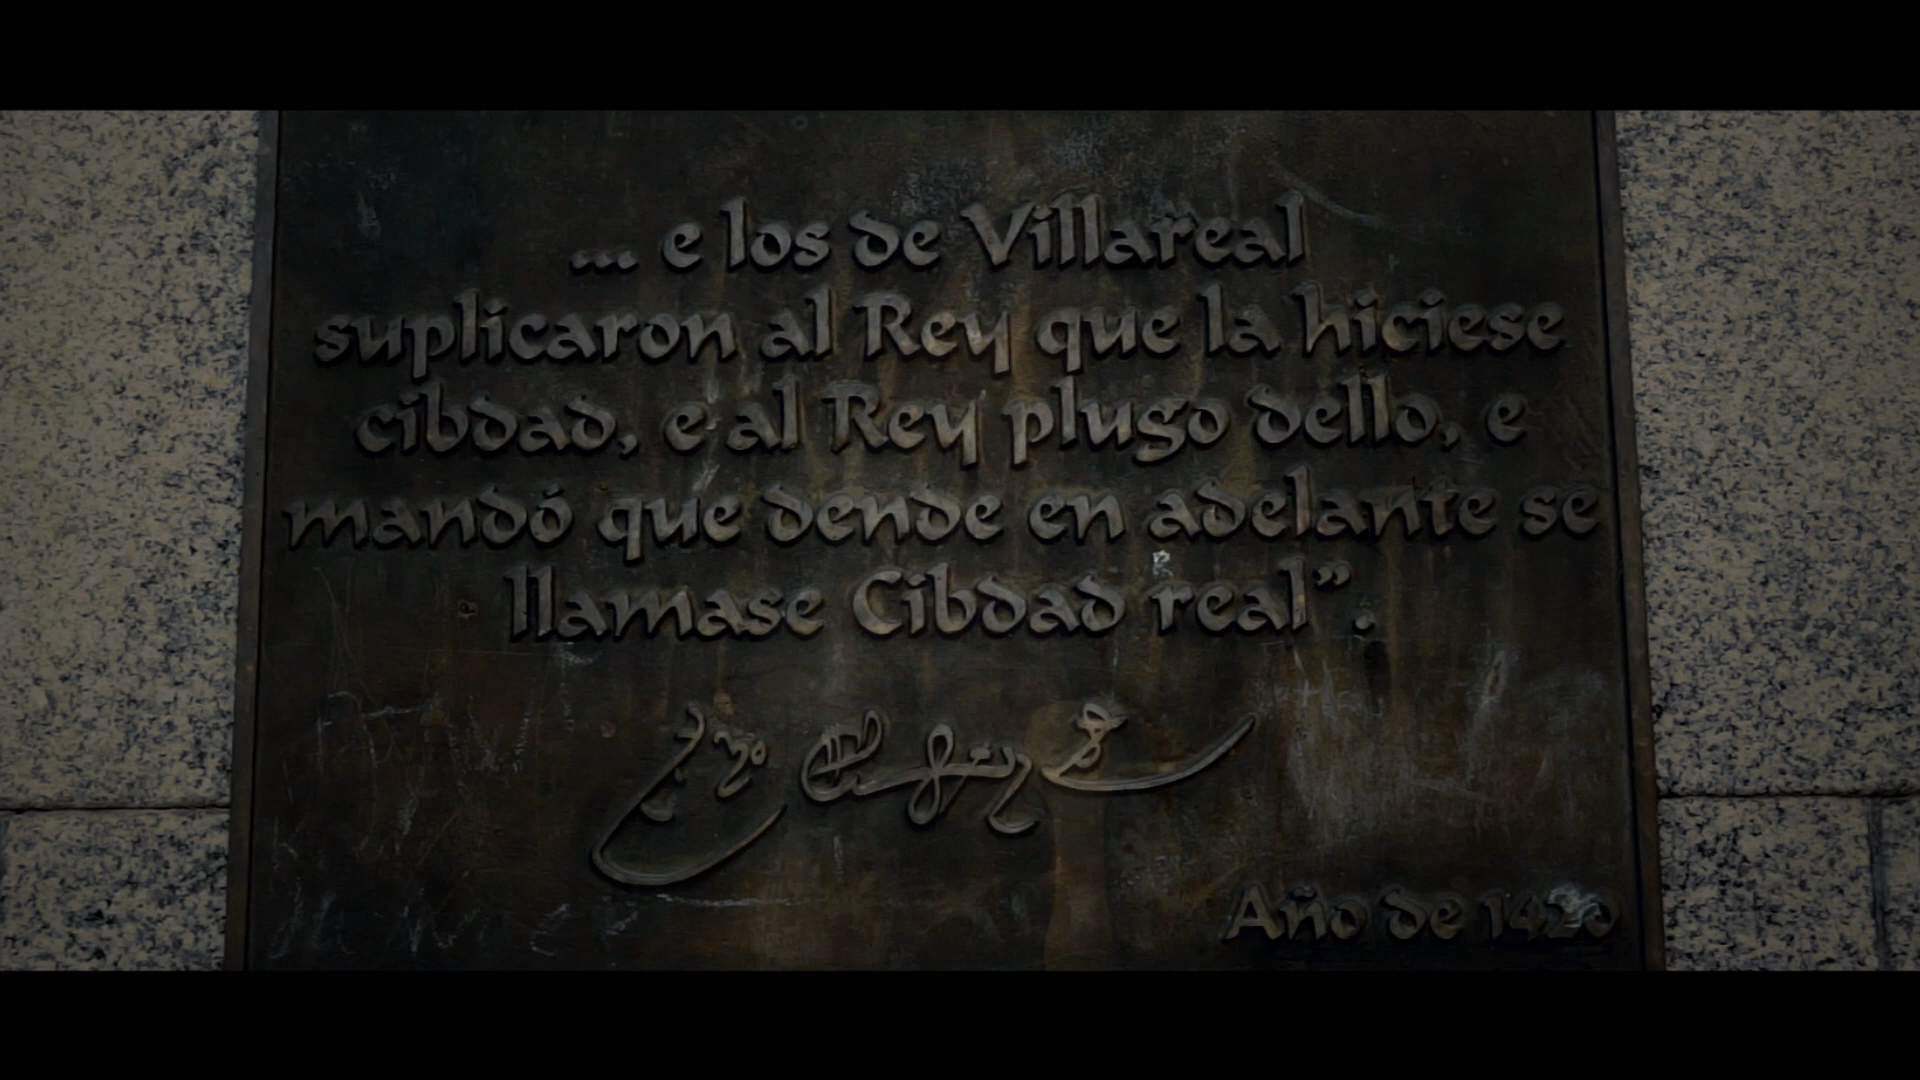 ... e los de Villareal
suplicaron al Rey que la hiciese
cibdad, e al Rey plugo dello, e
mandó que dende en adelante se
llamase Cibdad real”.
Año de 1420